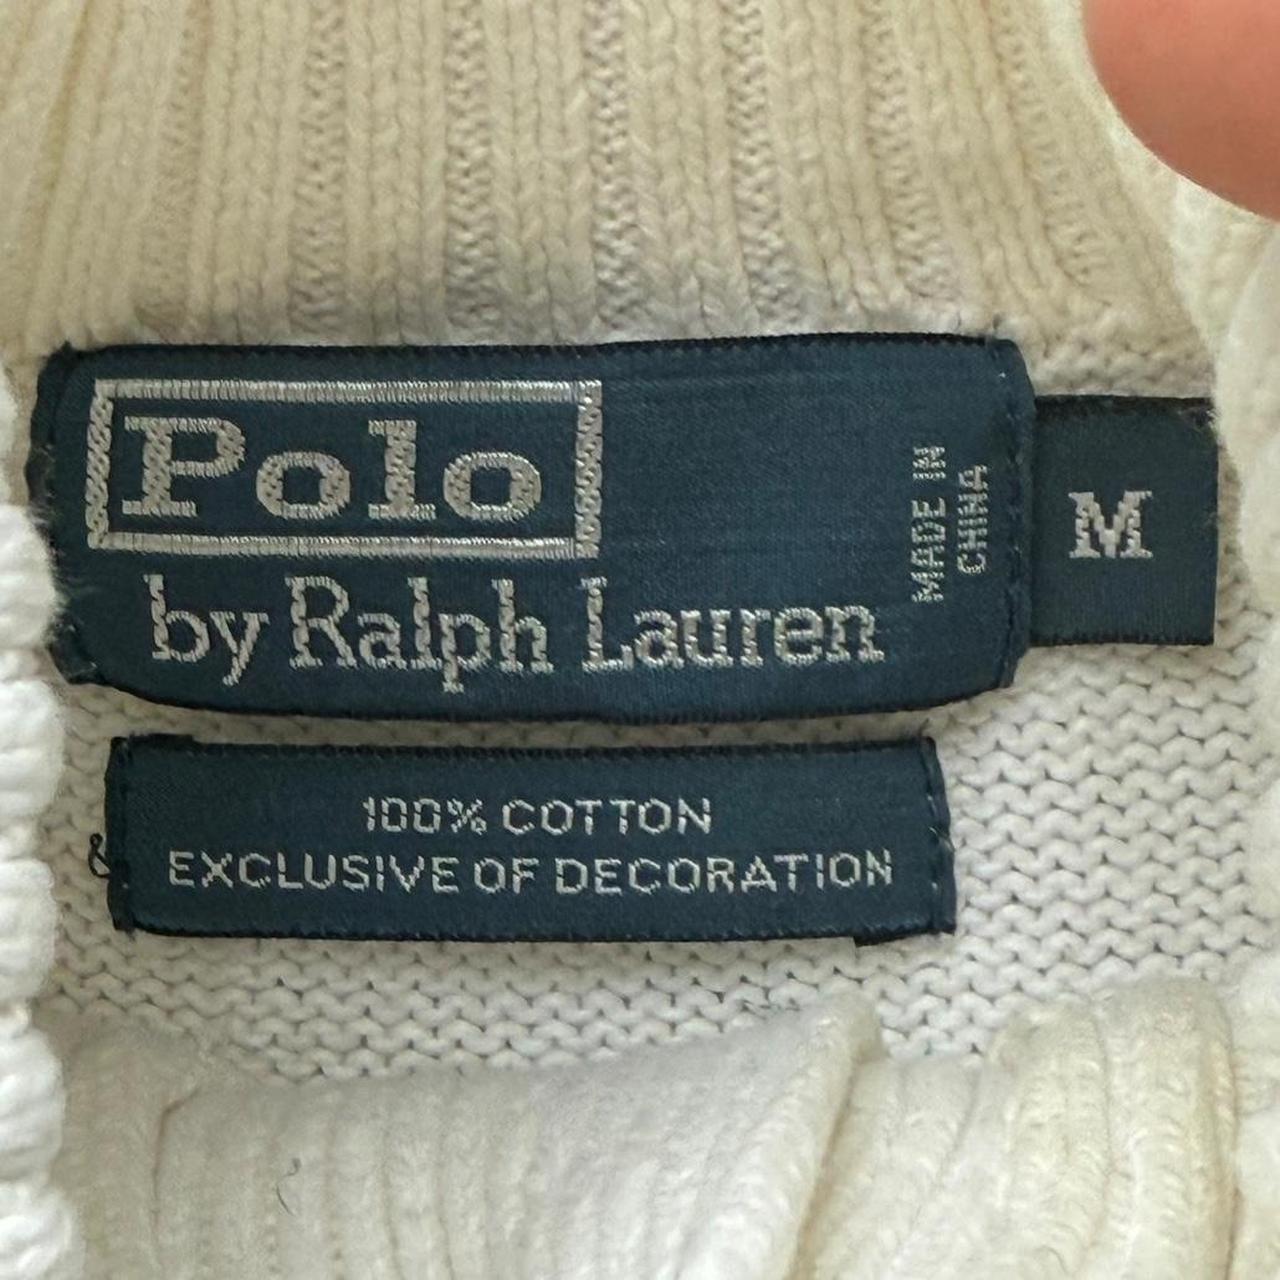 Polo
by Ralph Lauren
MADE IN
CHINA
M
100% COTTON
EXCLUSIVE OF DECORATION